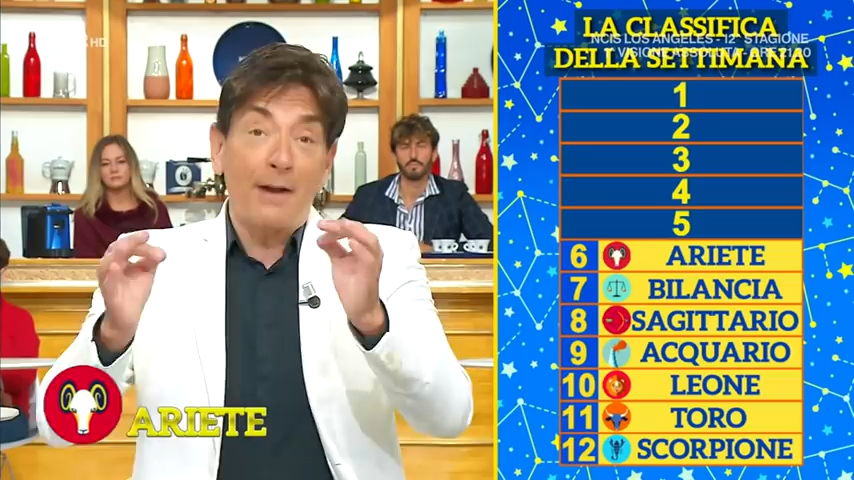 HD
LA CLASSIFICA
DELLA SETTIMANA
NCIS LOS ANGELES - 12ª STAGIONE
1
2
3
4
5
6 ARIETE
7 BILANCIA
8 SAGITTARIO
9 ACQUARIO
10 LEONE
11 TORO
12 SCORPIONE
ARIETE